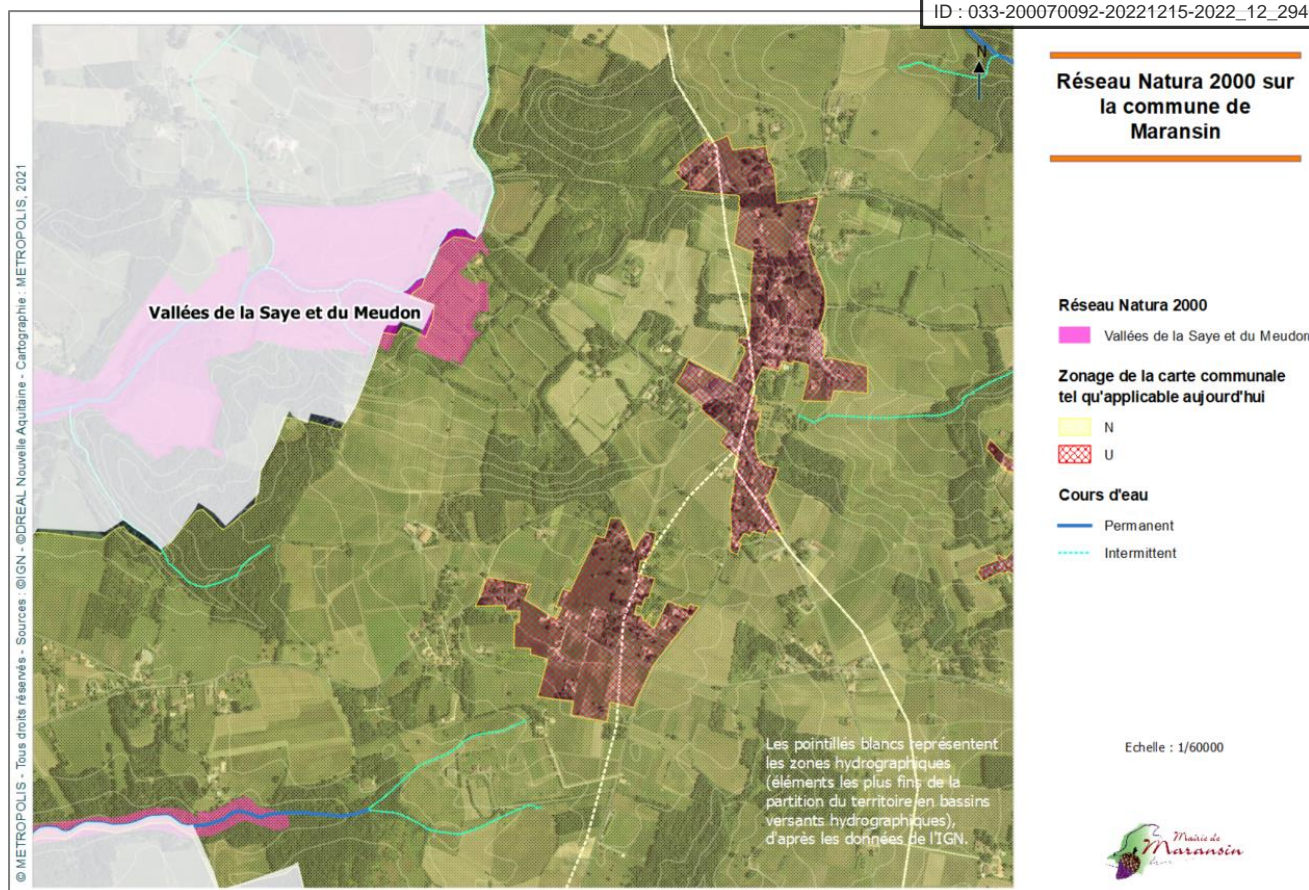 ID : 033-200070092-20221215-2022_12_294
N
Réseau Natura 2000 sur
la commune de
Maransin
© METROPOLIS - Tous droits réservés - Sources : ©IGN - ©DREAL Nouvelle Aquitaine - Cartographie : METROPOLIS, 2021
Vallées de la Saye et du Meudon
Réseau Natura 2000
Vallées de la Saye et du Meudon
Zonage de la carte communale
tel qu'applicable aujourd'hui
N
U
Cours d'eau
Permanent
Intermittent
Les pointillés blancs représentent
les zones hydrographiques
(éléments les plus fins de la
partition du territoire en bassins
versants hydrographiques),
d'après les données de l'IGN.
Echelle : 1/60000
Mairie de
Maransin